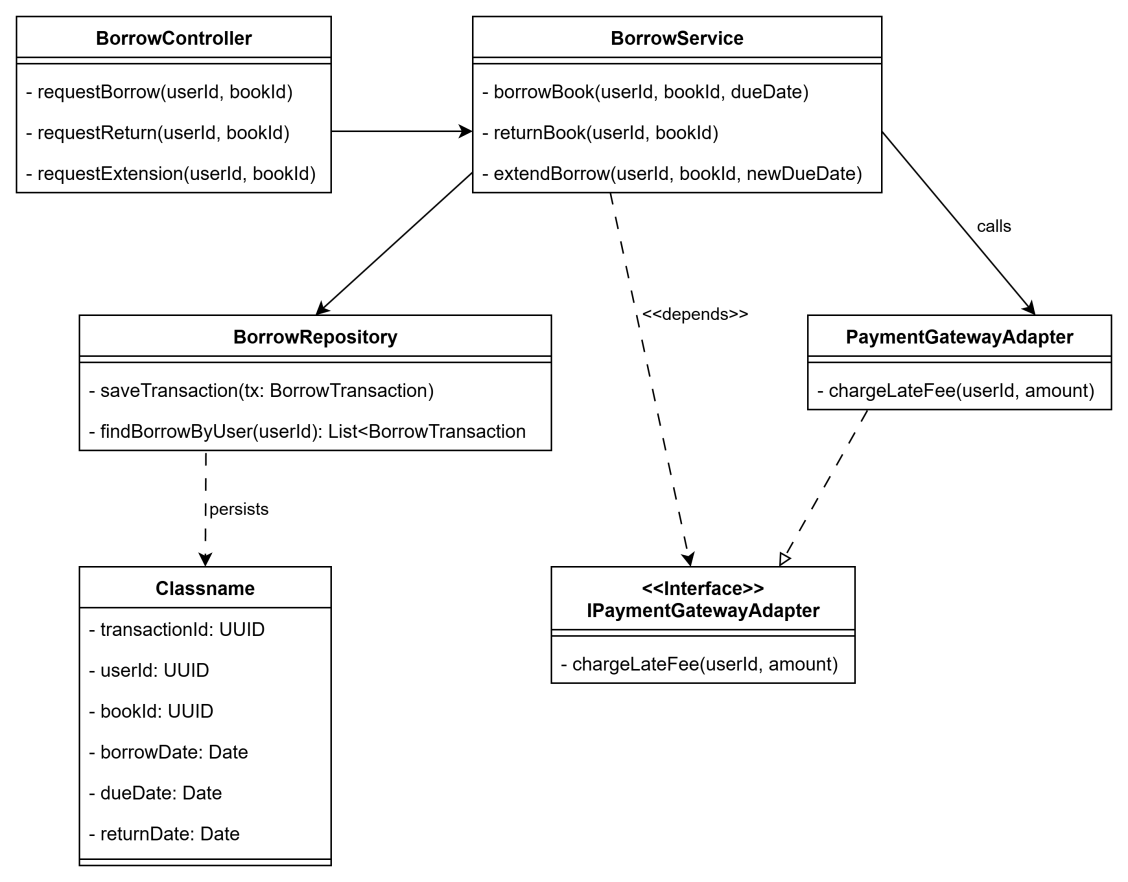 BorrowController
- requestBorrow(userId, bookId)
- requestReturn(userId, bookId)
- requestExtension(userId, bookId)
BorrowService
- borrowBook(userId, bookId, dueDate)
- returnBook(userId, bookId)
- extendBorrow(userId, bookId, newDueDate)
calls
<<depends>>
BorrowRepository
- saveTransaction(tx: BorrowTransaction)
- findBorrowByUser(userId): List<BorrowTransaction
PaymentGatewayAdapter
- chargeLateFee(userId, amount)
persists
Classname
- transactionId: UUID
- userId: UUID
- bookId: UUID
- borrowDate: Date
- dueDate: Date
- returnDate: Date
<<Interface>>
IPaymentGatewayAdapter
- chargeLateFee(userId, amount)